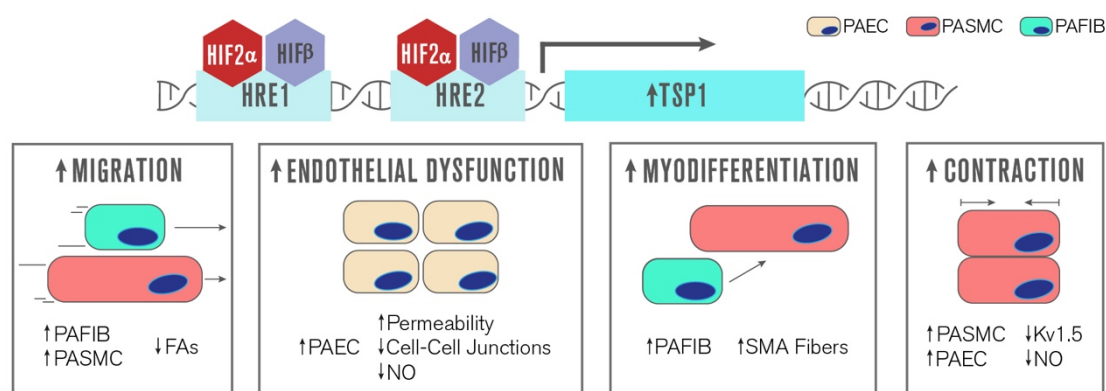 PAEC PASMC PAFIB
HIF2α HIFβ HIF2α HIFβ
HRE1 HRE2 ↑TSP1
↑MIGRATION
↑PAFIB
↑PASMC
↓FAs
↑ENDOTHELIAL DYSFUNCTION
↑PAEC
↑Permeability
↓Cell-Cell Junctions
↓NO
↑MYODIFFERENTIATION
↑PAFIB ↑SMA Fibers
↑CONTRACTION
↑PASMC ↓Kv1.5
↑PAEC ↓NO